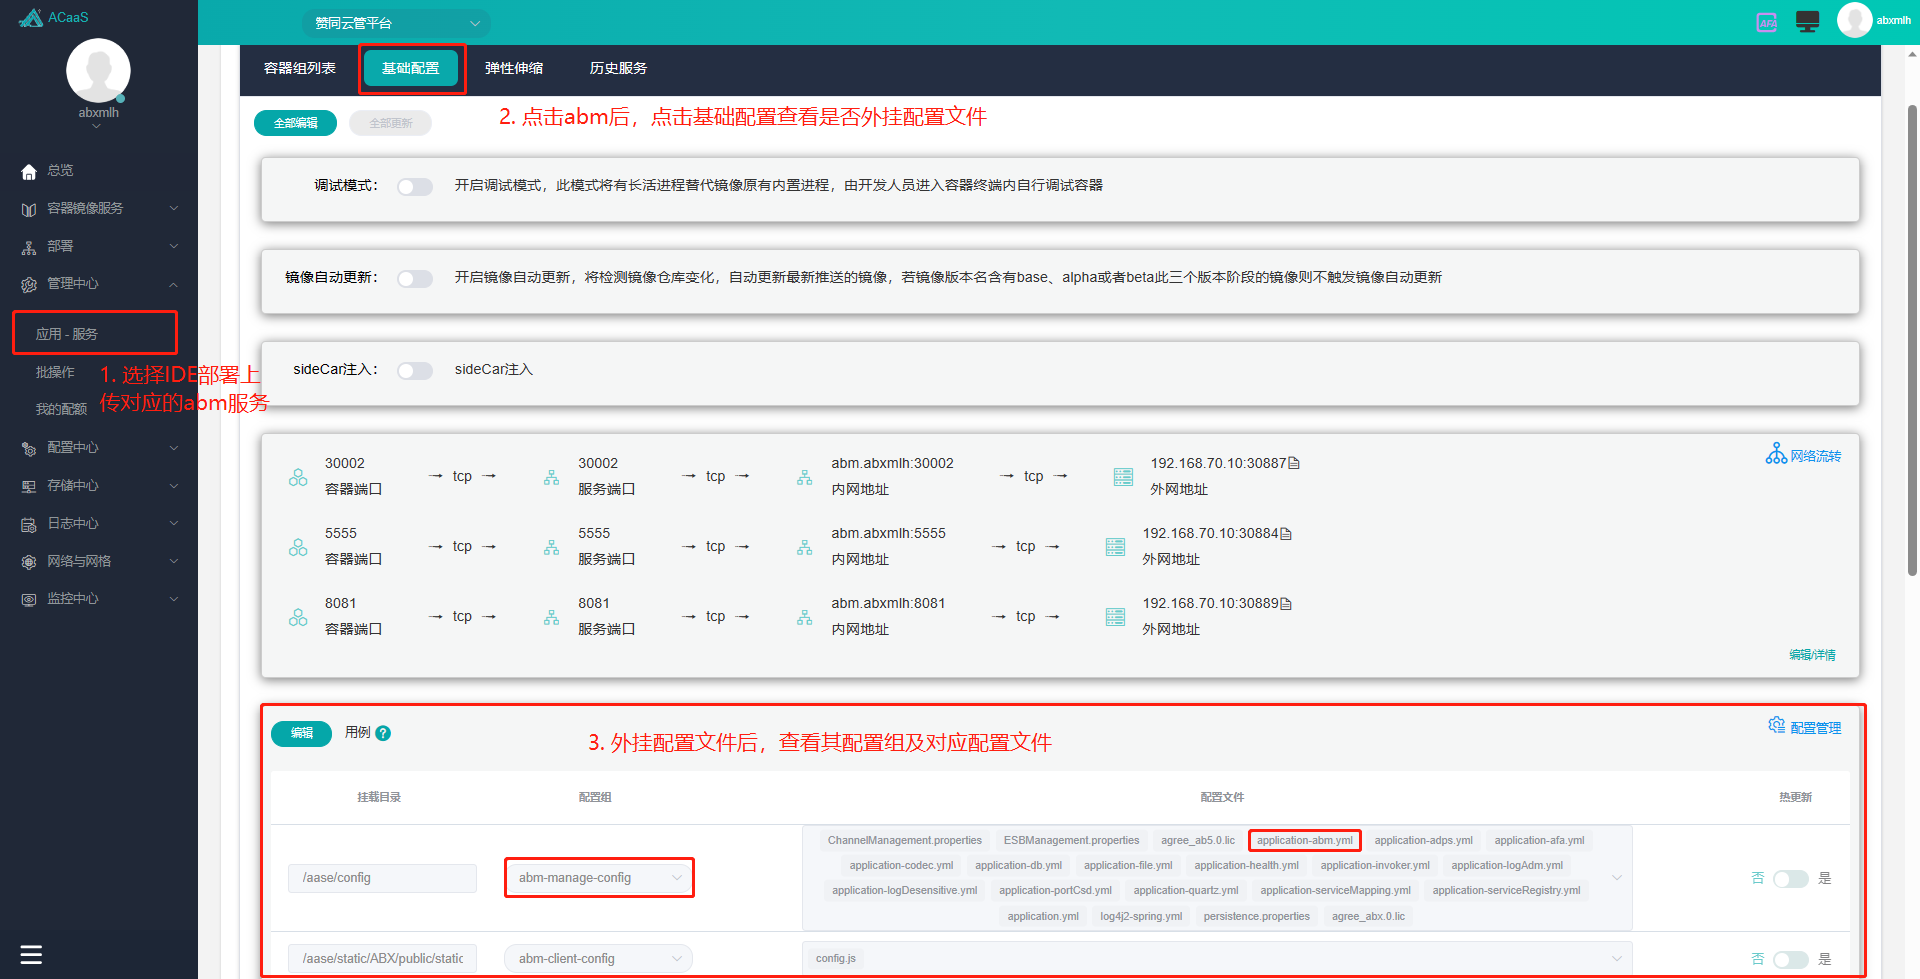 ACaaS
赞同云管平台
abxmlh
abxmlh
总览
容器镜像服务
部署
管理中心
应用 - 服务
批操作
我的配额
1. 选择IDE部署上
传对应的abm服务
配置中心
存储中心
日志中心
网络与网格
监控中心
容器组列表 基础配置 弹性伸缩 历史服务
全部编辑 全部更新
2. 点击abm后，点击基础配置查看是否外挂配置文件
调试模式： 开启调试模式，此模式将有长活进程替代镜像原有内置进程，由开发人员进入容器终端内自行调试容器
镜像自动更新： 开启镜像自动更新，将检测镜像仓库变化，自动更新最新推送的镜像，若镜像版本名含有base、alpha或者beta此三个版本阶段的镜像则不触发镜像自动更新
sideCar注入： sideCar注入
网络流转
30002 → tcp → 30002 → tcp → abm.abxmlh:30002 → tcp → 192.168.70.10:30887
容器端口 服务端口 内网地址 外网地址
5555 → tcp → 5555 → tcp → abm.abxmlh:5555 → tcp → 192.168.70.10:30884
容器端口 服务端口 内网地址 外网地址
8081 → tcp → 8081 → tcp → abm.abxmlh:8081 → tcp → 192.168.70.10:30889
容器端口 服务端口 内网地址 外网地址
编辑/详情
编辑 用例 ? 配置管理
3. 外挂配置文件后，查看其配置组及对应配置文件
挂载目录 配置组 配置文件 热更新
/aase/config abm-manage-config
ChannelManagement.properties ESBManagement.properties agree_ab5.0.lic application-abm.yml application-adps.yml application-afa.yml
application-codec.yml application-db.yml application-file.yml application-health.yml application-invoker.yml application-logAdm.yml
application-logDesensitive.yml application-portCsd.yml application-quartz.yml application-serviceMapping.yml application-serviceRegistry.yml
application.yml log4j2-spring.yml persistence.properties agree_abx.0.lic
否 是
/aase/static/ABX/public/static abm-client-config config.js 否 是